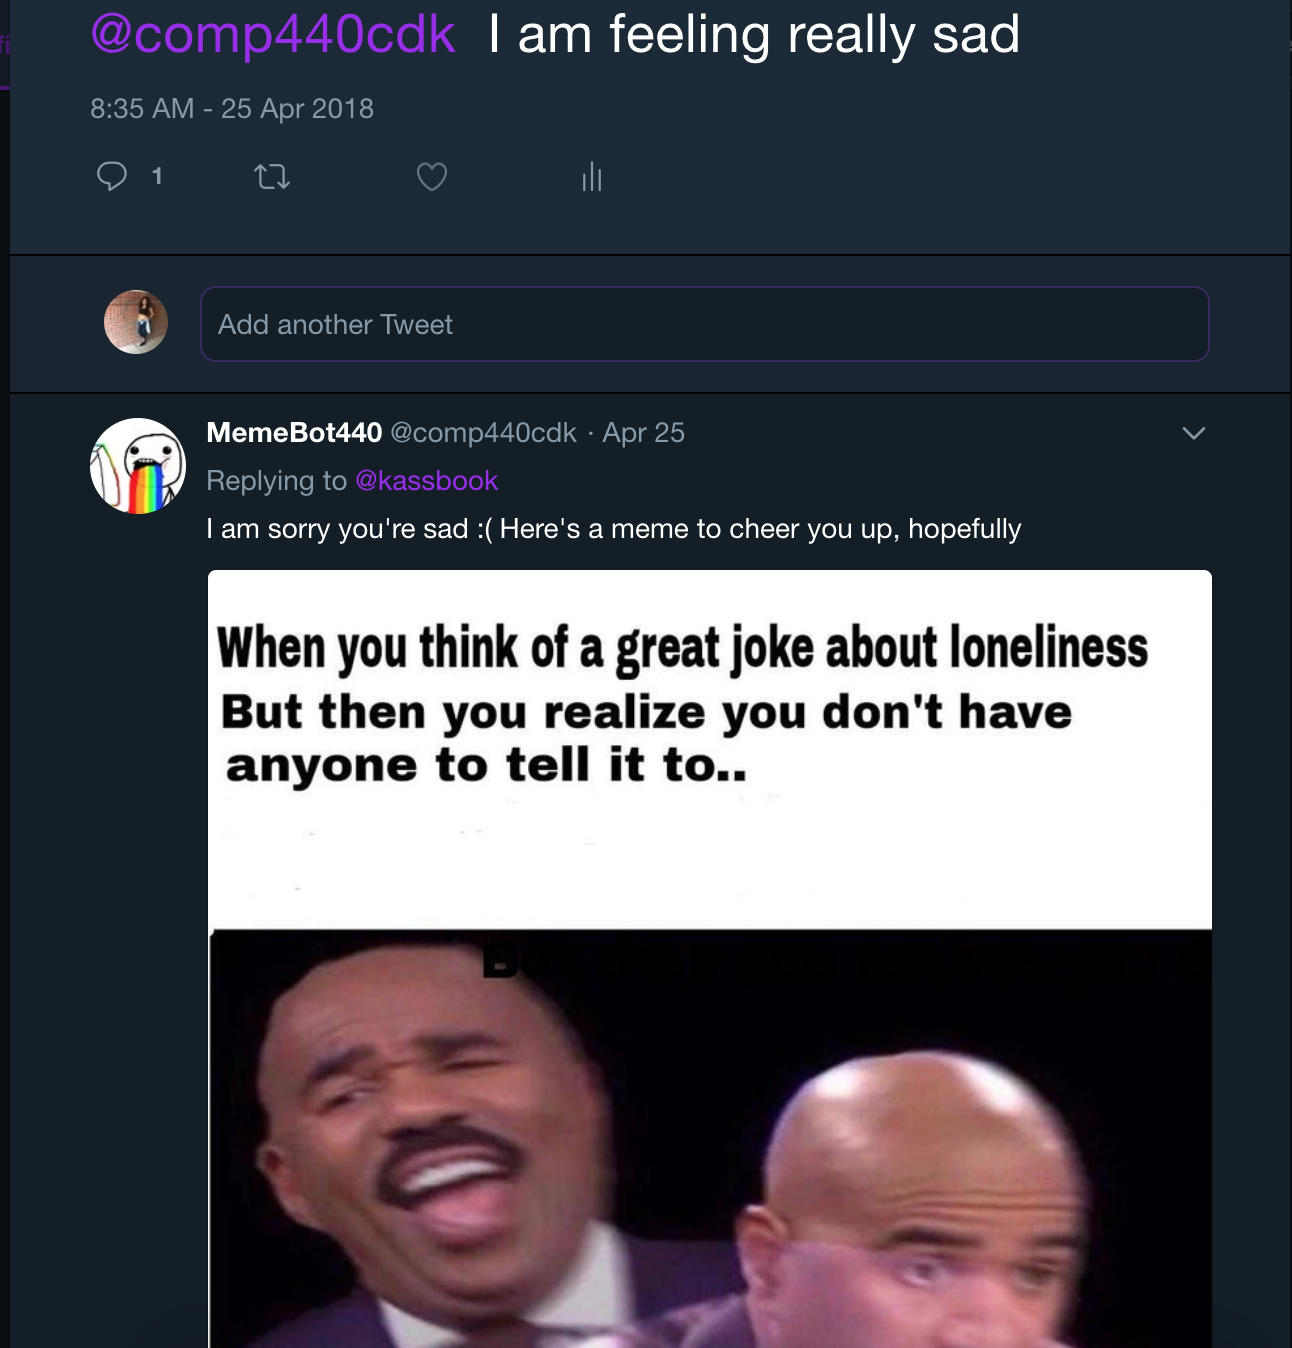 @comp440cdk I am feeling really sad
8:35 AM - 25 Apr 2018
1
Add another Tweet
MemeBot440 @comp440cdk · Apr 25
Replying to @kassbook
I am sorry you're sad :( Here's a meme to cheer you up, hopefully
When you think of a great joke about loneliness
But then you realize you don't have
anyone to tell it to..